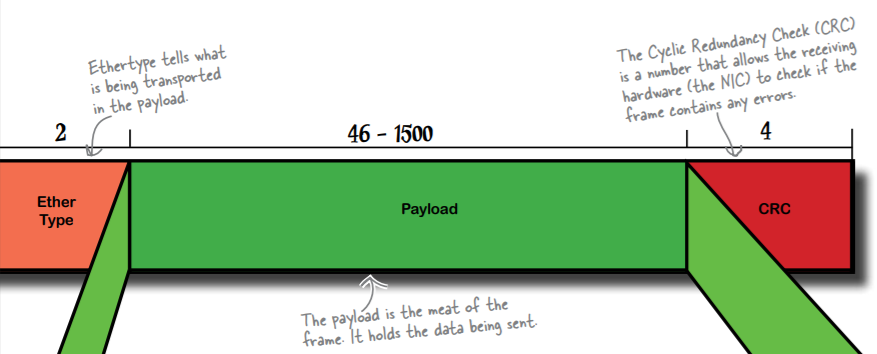 Ethertype tells what
is being transported
in the payload.
The Cyclic Redundancy Check (CRC)
is a number that allows the receiving
hardware (the NIC) to check if the
frame contains any errors.
2
46 - 1500
4
Ether
Type
Payload
CRC
The payload is the meat of the
frame. It holds the data being sent.